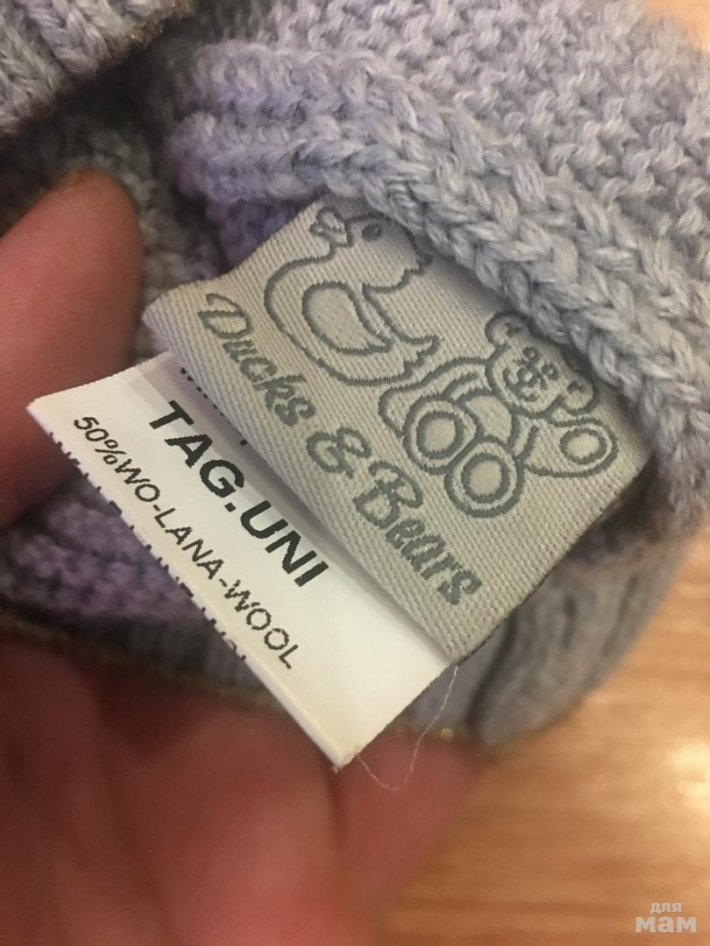 Ducks & Bears
TAG.UNI
50%WO-LANA-WOOL
для
мам